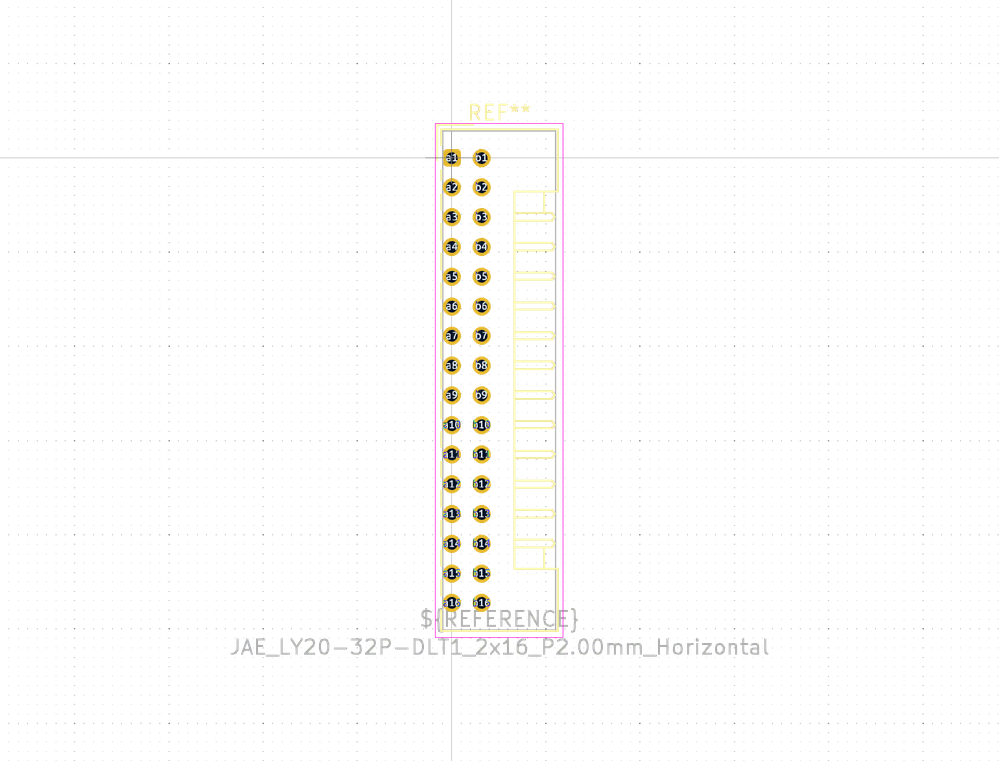 REF**
a1 b1
a2 b2
a3 b3
a4 b4
a5 b5
a6 b6
a7 b7
a8 b8
a9 b9
a10 b10
a11 b11
a12 b12
a13 b13
a14 b14
a15 b15
a16 b16
${REFERENCE}
JAE_LY20-32P-DLT1_2x16_P2.00mm_Horizontal